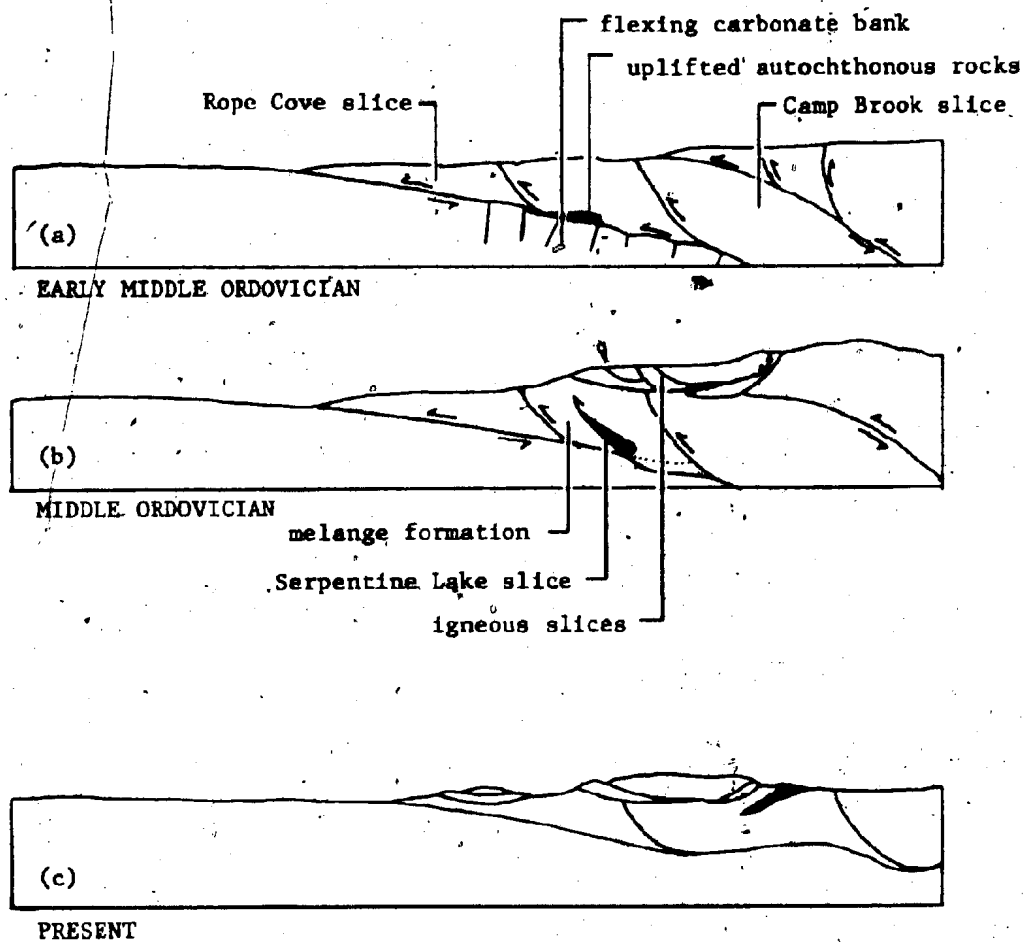 flexing carbonate bank
uplifted autochthonous rocks
Rope Cove slice
Camp Brook slice
(a)
EARLY MIDDLE ORDOVICIAN
(b)
MIDDLE ORDOVICIAN
melange formation
Serpentine Lake slice
igneous slices
(c)
PRESENT